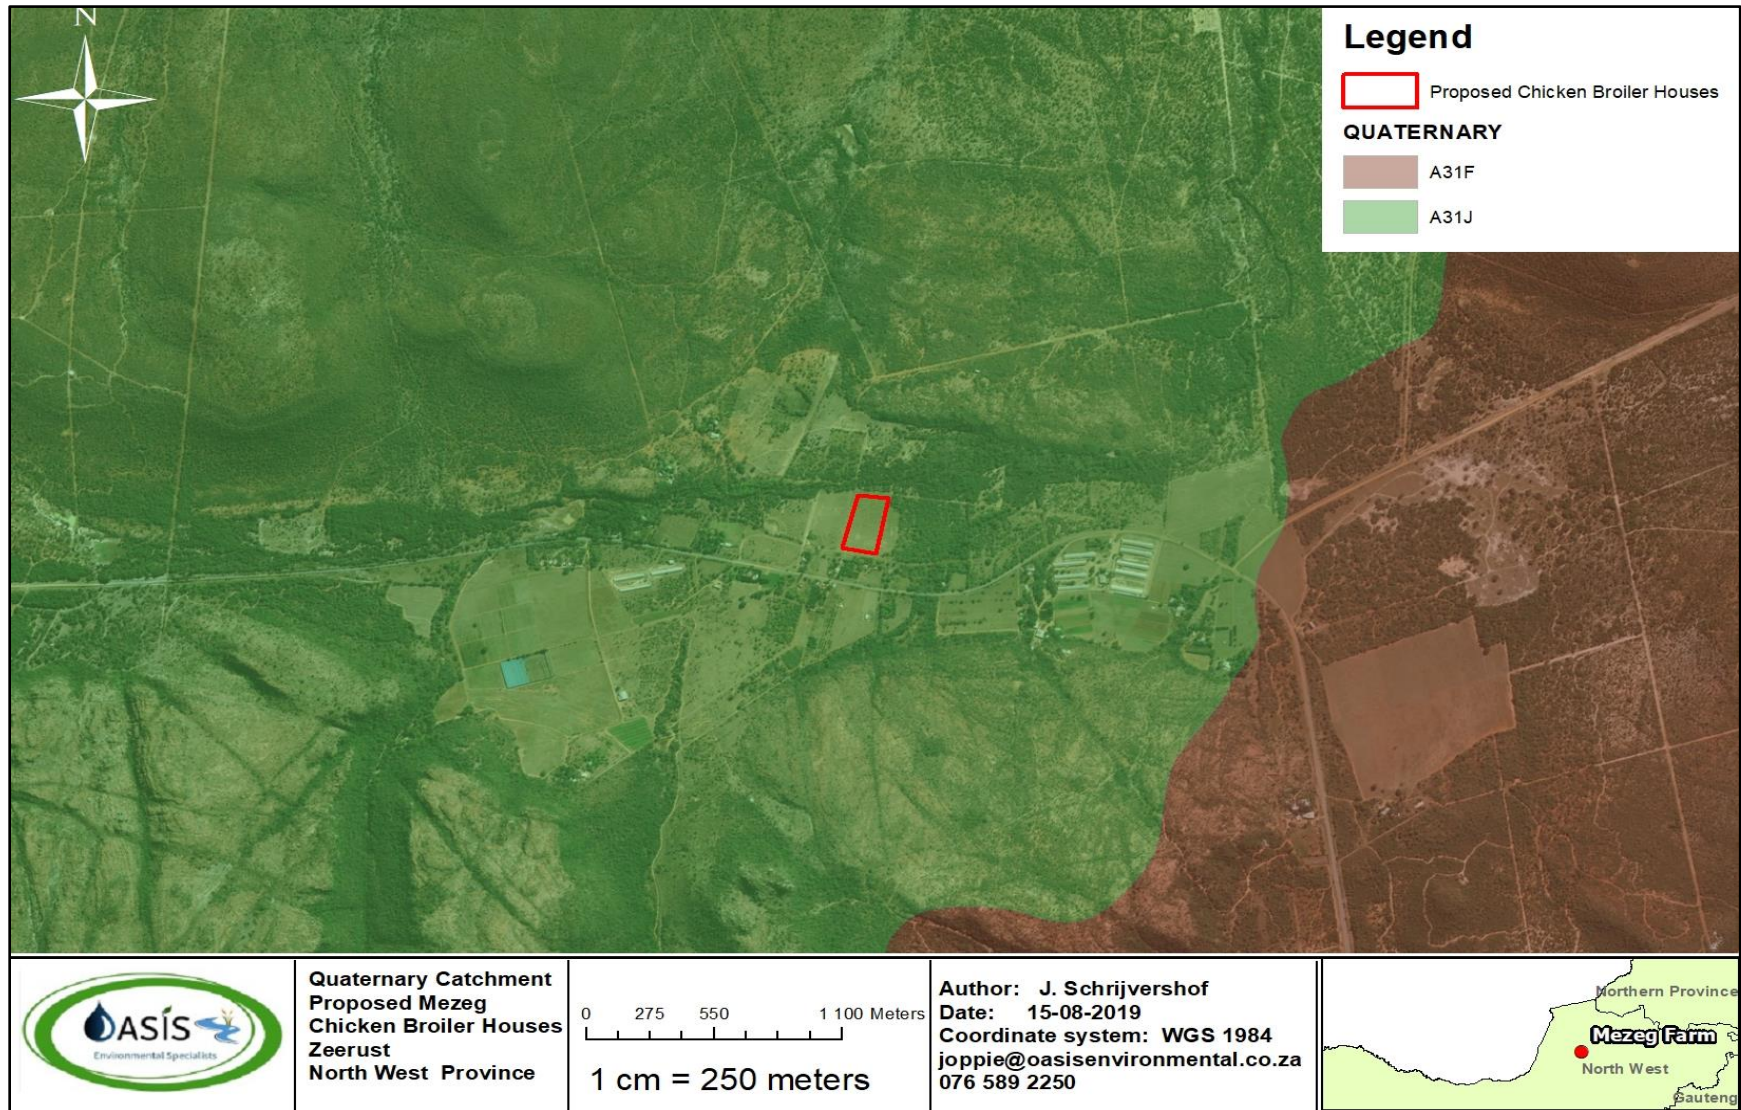 N
Legend
Proposed Chicken Broiler Houses
QUATERNARY
A31F
A31J
OASIS
Environmental Specialists
Quaternary Catchment
Proposed Mezeg
Chicken Broiler Houses
Zeerust
North West Province
0 275 550 1 100 Meters
1 cm = 250 meters
Author: J. Schrijvershof
Date: 15-08-2019
Coordinate system: WGS 1984
joppie@oasisenvironmental.co.za
076 589 2250
Northern Province
Mezeg Farm
North West
Gauteng